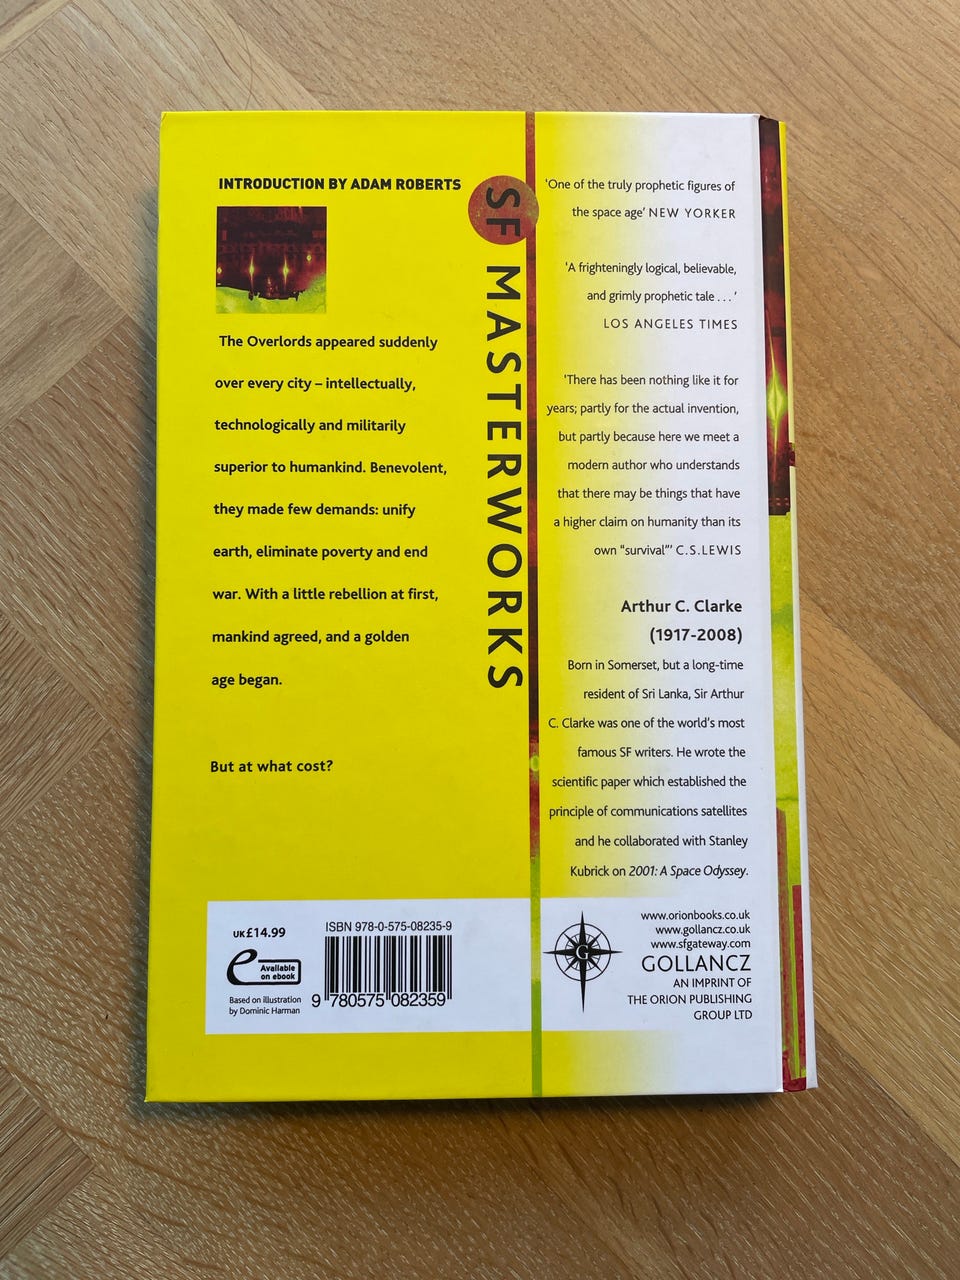 INTRODUCTION BY ADAM ROBERTS
The Overlords appeared suddenly
over every city – intellectually,
technologically and militarily
superior to humankind. Benevolent,
they made few demands: unify
earth, eliminate poverty and end
war. With a little rebellion at first,
mankind agreed, and a golden
age began.
But at what cost?
SF MASTERWORKS
'One of the truly prophetic figures of
the space age' NEW YORKER
'A frighteningly logical, believable,
and grimly prophetic tale . . . '
LOS ANGELES TIMES
'There has been nothing like it for
years; partly for the actual invention,
but partly because here we meet a
modern author who understands
that there may be things that have
a higher claim on humanity than its
own "survival"' C.S.LEWIS
Arthur C. Clarke
(1917-2008)
Born in Somerset, but a long-time
resident of Sri Lanka, Sir Arthur
C. Clarke was one of the world's most
famous SF writers. He wrote the
scientific paper which established the
principle of communications satellites
and he collaborated with Stanley
Kubrick on 2001: A Space Odyssey.
UK£14.99
e Available
on ebook
Based on illustration
by Dominic Harman
ISBN 978-0-575-08235-9
9 780575 082359
G
www.orionbooks.co.uk
www.gollancz.co.uk
www.sfgateway.com
GOLLANCZ
AN IMPRINT OF
THE ORION PUBLISHING
GROUP LTD